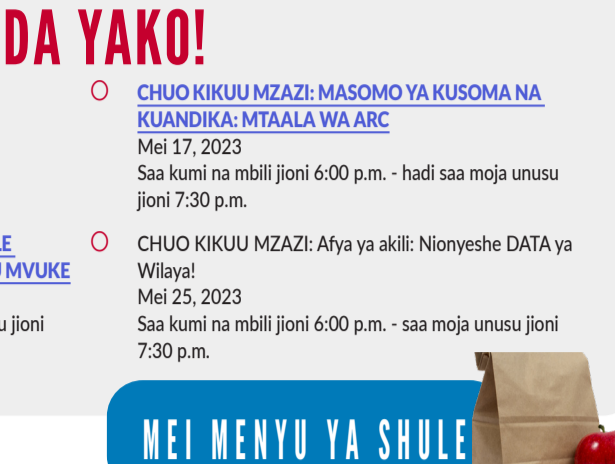 DA YAKO!
CHUO KIKUU MZAZI: MASOMO YA KUSOMA NA
KUANDIKA: MTAALA WA ARC
Mei 17, 2023
Saa kumi na mbili jioni 6:00 p.m. - hadi saa moja unusu
jioni 7:30 p.m.
LE
U MVUKE
u jioni
CHUO KIKUU MZAZI: Afya ya akili: Nionyeshe DATA ya
Wilaya!
Mei 25, 2023
Saa kumi na mbili jioni 6:00 p.m. - saa moja unusu jioni
7:30 p.m.
MEI MENYU YA SHULE